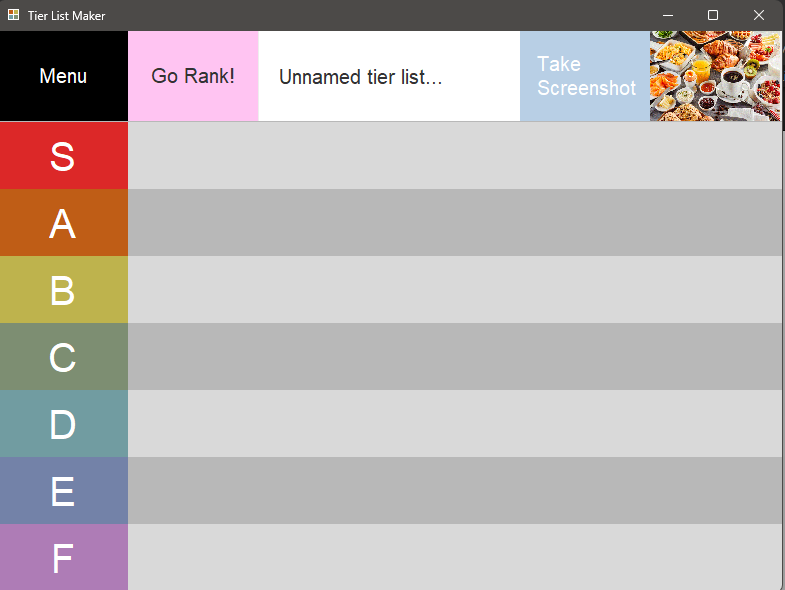 Tier List Maker
Menu
Go Rank!
Unnamed tier list...
Take
Screenshot
S
A
B
C
D
E
F